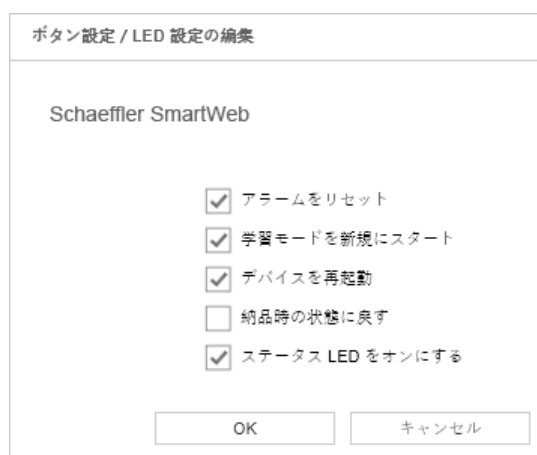 ボタン設定 / LED 設定の編集
Schaeffler SmartWeb
アラームをリセット
学習モードを新規にスタート
デバイスを再起動
納品時の状態に戻す
ステータス LED をオンにする
OK
キャンセル